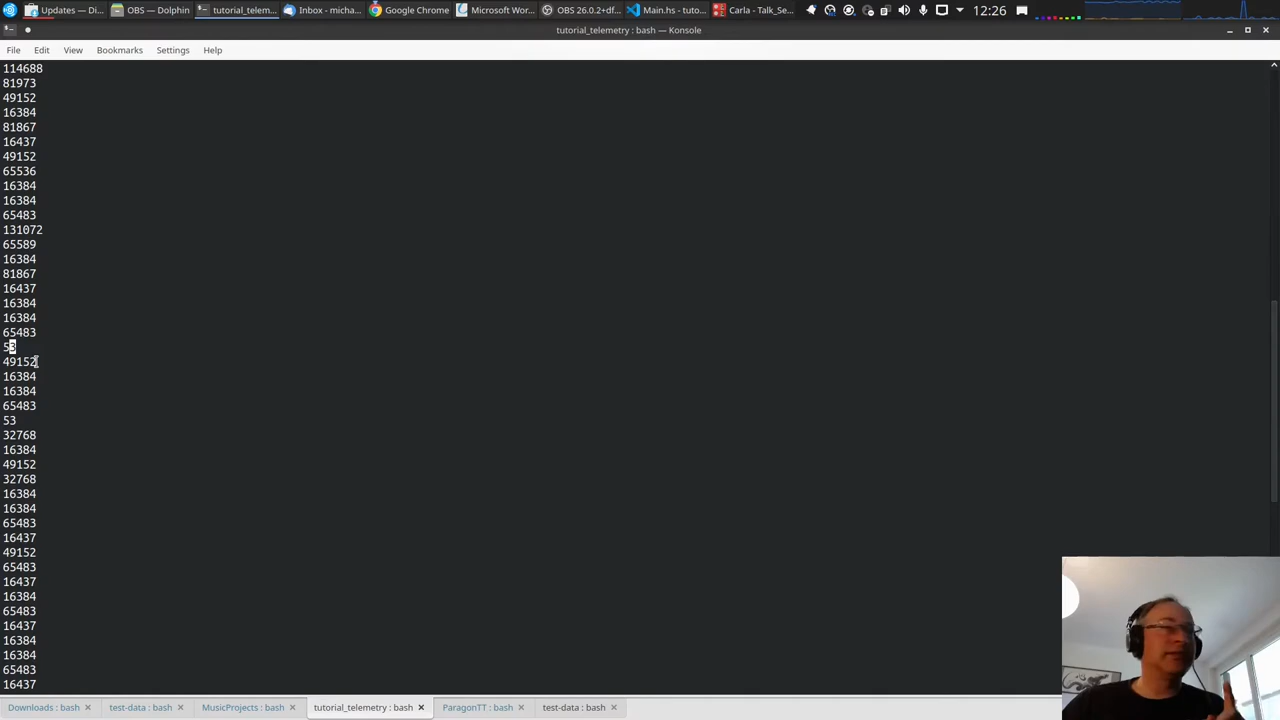 Updates — Di...
OBS — Dolphin
tutorial_telem...
Inbox - micha...
Google Chrome
Microsoft Wor...
OBS 26.0.2+df...
Main.hs - tuto...
Carla - Talk_Se...
12:26
tutorial_telemetry : bash — Konsole
File Edit View Bookmarks Settings Help
114688
81973
49152
16384
81867
16437
49152
65536
16384
16384
65483
131072
65589
16384
81867
16437
16384
16384
65483
53
49152
16384
16384
65483
53
32768
16384
49152
32768
16384
16384
65483
16437
49152
65483
16437
16384
65483
16437
16384
16384
65483
16437
Downloads : bash
test-data : bash
MusicProjects : bash
tutorial_telemetry : bash
ParagonTT : bash
test-data : bash